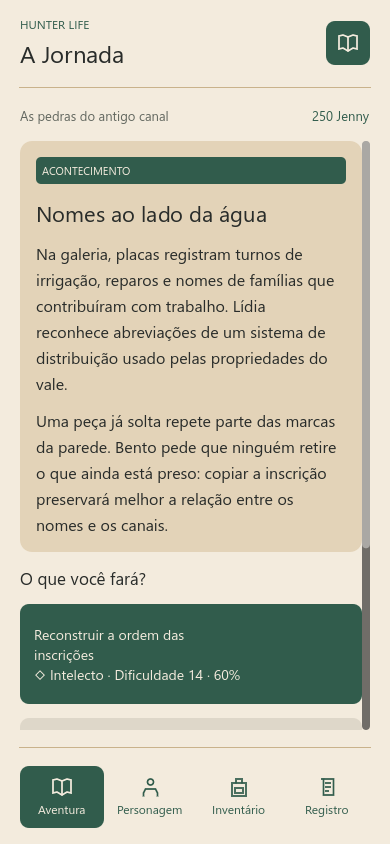 HUNTER LIFE
A Jornada
As pedras do antigo canal
250 Jenny
ACONTECIMENTO
Nomes ao lado da água
Na galeria, placas registram turnos de
irrigação, reparos e nomes de famílias que
contribuíram com trabalho. Lídia
reconhece abreviações de um sistema de
distribuição usado pelas propriedades do
vale.
Uma peça já solta repete parte das marcas
da parede. Bento pede que ninguém retire
o que ainda está preso: copiar a inscrição
preservará melhor a relação entre os
nomes e os canais.
O que você fará?
Reconstruir a ordem das
inscrições
◇ Intelecto · Dificuldade 14 · 60%
Aventura
Personagem
Inventário
Registro